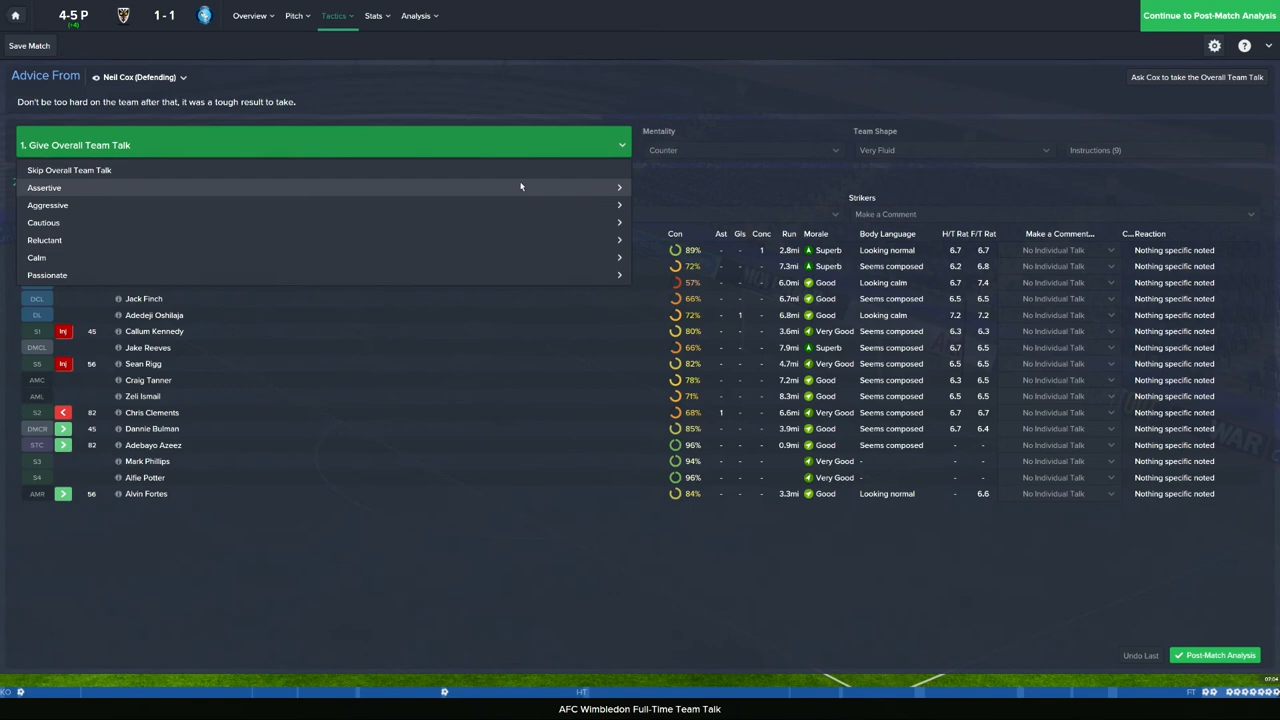 4-5 P 1 - 1 Overview Pitch Tactics Stats Analysis Continue to Post-Match Analysis
(+4)
Save Match ?
Advice From Neil Cox (Defending) Ask Cox to take the Overall Team Talk
Don't be too hard on the team after that, it was a tough result to take.
1. Give Overall Team Talk
Mentality Team Shape
Counter Very Fluid Instructions (9)
Skip Overall Team Talk
Assertive
Aggressive
Cautious
Reluctant
Calm
Passionate
Strikers
Make a Comment
Con Ast Gls Conc Run Morale Body Language H/T Rat F/T Rat Make a Comment... C... Reaction
89% - - 1 2.8mi Superb Looking normal 6.7 6.7 No Individual Talk Nothing specific noted
72% - - - 7.3mi Superb Seems composed 6.2 6.8 No Individual Talk Nothing specific noted
57% - - - 6.0mi Good Looking calm 6.7 7.4 No Individual Talk Nothing specific noted
DCL Jack Finch 66% - - - 6.7mi Good Seems composed 6.5 6.5 No Individual Talk Nothing specific noted
DL Adedeji Oshilaja 72% - 1 - 6.8mi Good Looking calm 7.2 7.2 No Individual Talk Nothing specific noted
S1 Inj 45 Callum Kennedy 80% - - - 3.6mi Very Good Seems composed 6.3 6.3 No Individual Talk Nothing specific noted
DMCL Jake Reeves 66% - - - 7.9mi Superb Seems composed 6.7 6.5 No Individual Talk Nothing specific noted
S5 Inj 56 Sean Rigg 82% - - - 4.7mi Very Good Seems composed 6.5 6.5 No Individual Talk Nothing specific noted
AMC Craig Tanner 78% - - - 7.2mi Good Seems composed 6.3 6.5 No Individual Talk Nothing specific noted
AML Zeli Ismail 71% - - - 8.3mi Good Seems composed 6.5 6.5 No Individual Talk Nothing specific noted
S2 82 Chris Clements 68% 1 - - 6.6mi Very Good Seems composed 6.7 6.7 No Individual Talk Nothing specific noted
DMCR 45 Dannie Bulman 85% - - - 3.9mi Good Seems composed 6.7 6.4 No Individual Talk Nothing specific noted
STC 82 Adebayo Azeez 96% - - - 0.9mi Good Seems composed - - No Individual Talk Nothing specific noted
S3 Mark Phillips 94% Very Good - - - No Individual Talk Nothing specific noted
S4 Alfie Potter 96% Very Good - - - No Individual Talk Nothing specific noted
AMR 56 Alvin Fortes 84% - - - 3.3mi Good Looking normal - 6.6 No Individual Talk Nothing specific noted
Undo Last Post-Match Analysis
07:04
KO HT FT
AFC Wimbledon Full-Time Team Talk